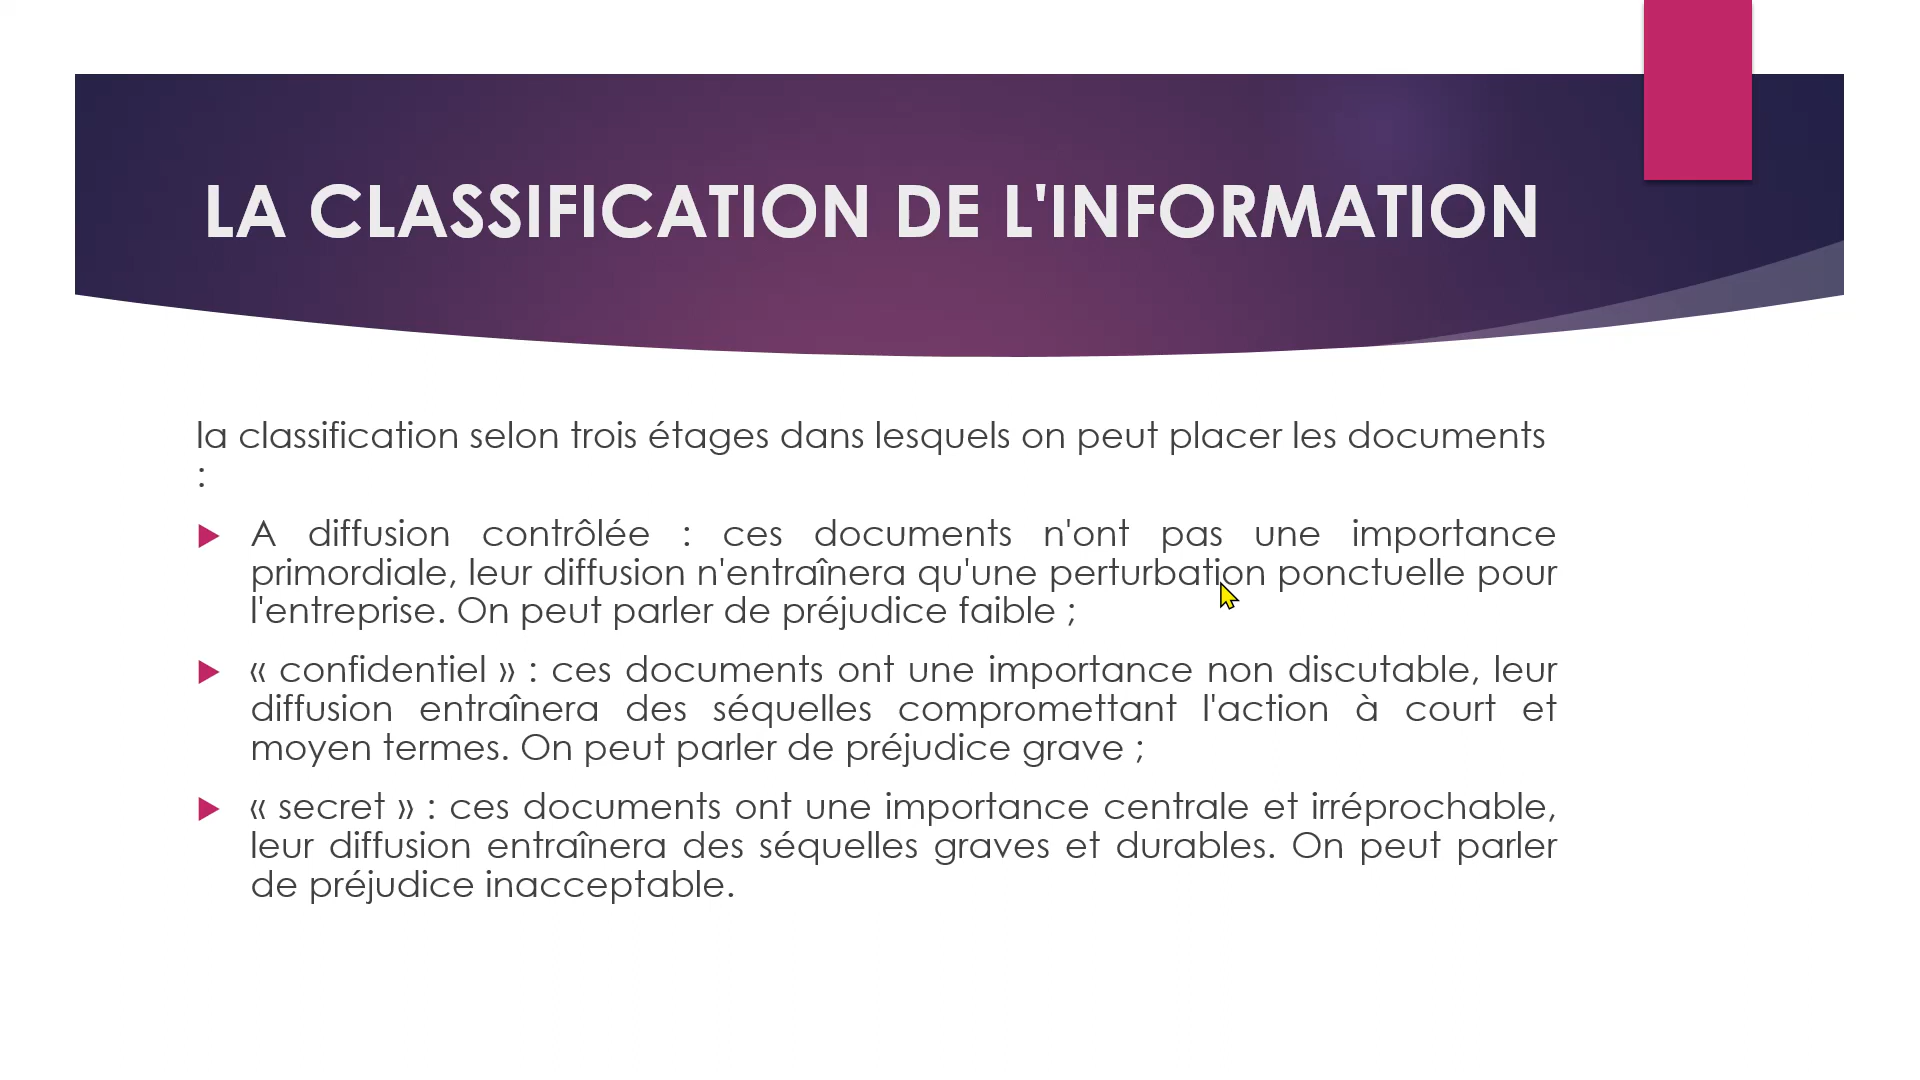 LA CLASSIFICATION DE L'INFORMATION
la classification selon trois étages dans lesquels on peut placer les documents
:
A diffusion contrôlée : ces documents n'ont pas une importance
primordiale, leur diffusion n'entraînera qu'une perturbation ponctuelle pour
l'entreprise. On peut parler de préjudice faible ;
« confidentiel » : ces documents ont une importance non discutable, leur
diffusion entraînera des séquelles compromettant l'action à court et
moyen termes. On peut parler de préjudice grave ;
« secret » : ces documents ont une importance centrale et irréprochable,
leur diffusion entraînera des séquelles graves et durables. On peut parler
de préjudice inacceptable.